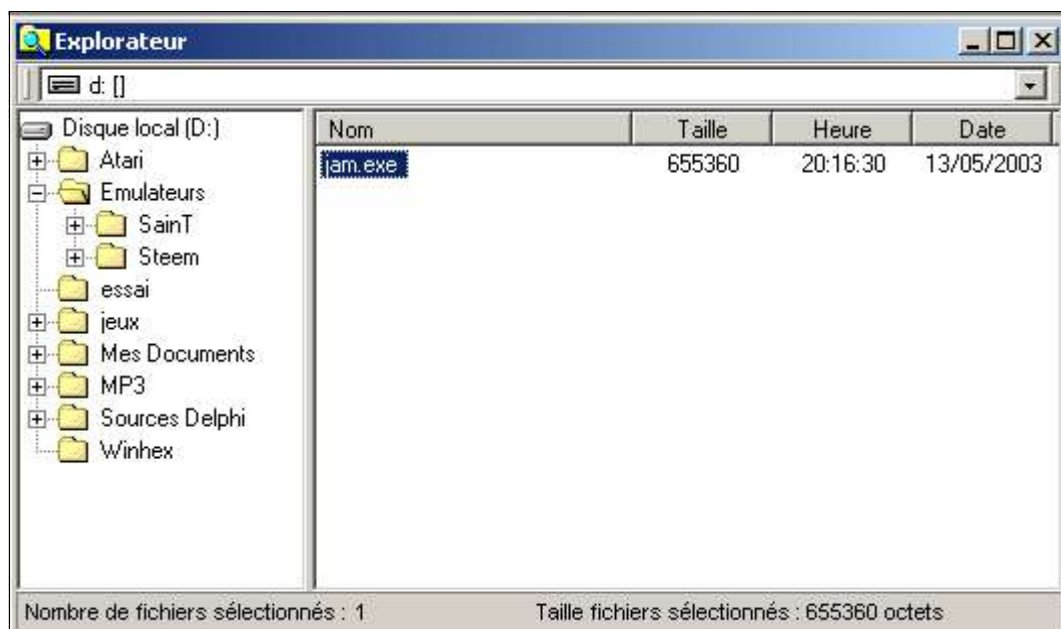 Explorateur
d: []
Disque local (D:)
Atari
Emulateurs
SainT
Steem
essai
jeux
Mes Documents
MP3
Sources Delphi
Winhex
Nom Taille Heure Date
jam.exe 655360 20:16:30 13/05/2003
Nombre de fichiers sélectionnés : 1 Taille fichiers sélectionnés : 655360 octets